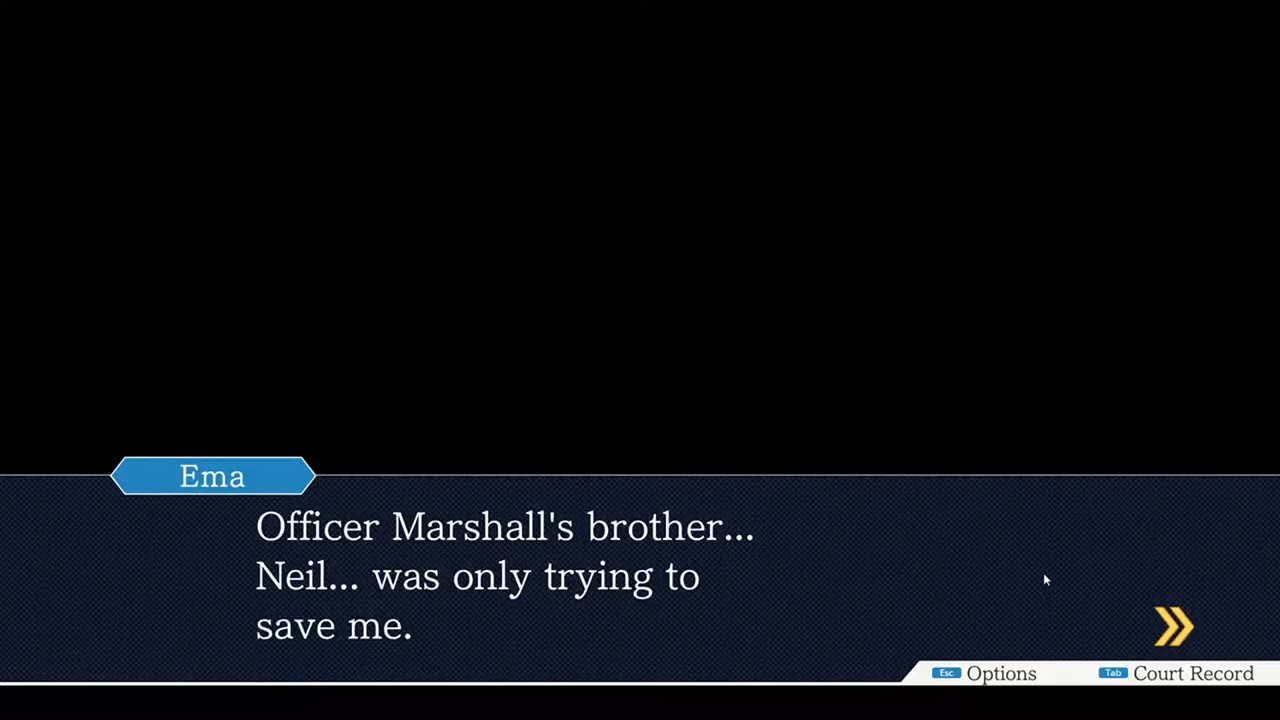 Ema
Officer Marshall's brother...
Neil... was only trying to
save me.
Esc Options Tab Court Record